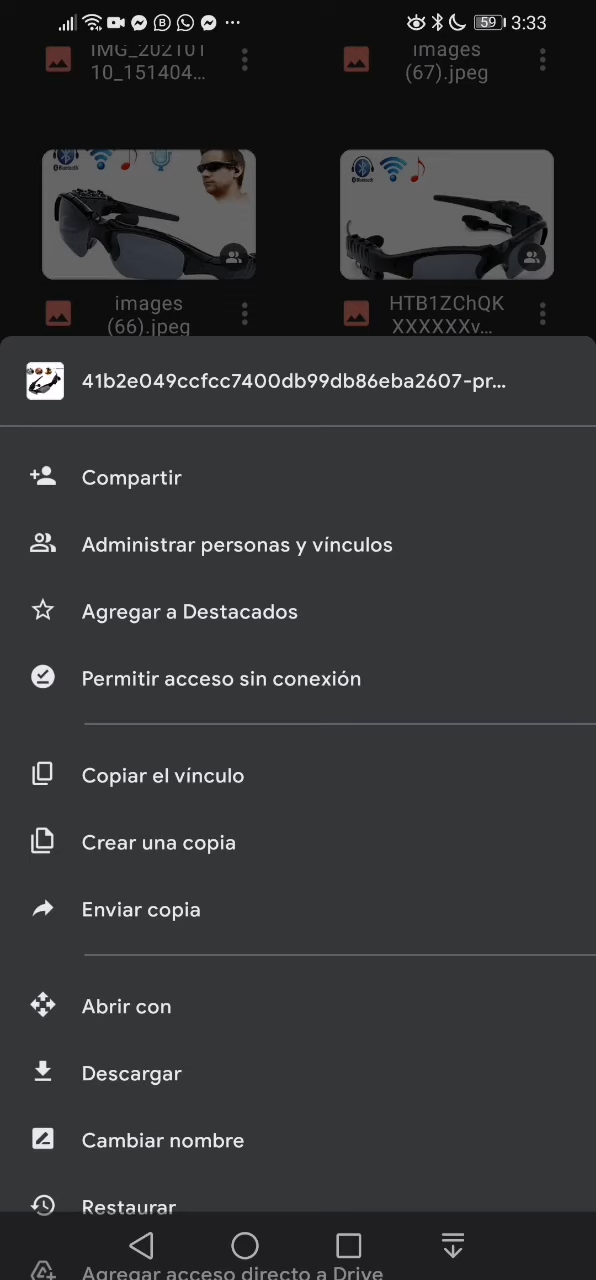 59 3:33
IMG_202101 images
10_151404... (67).jpeg
Bluetooth Bluetooth
images HTB1ZChQK
(66).jpeg XXXXXXv...
41b2e049ccfcc7400db99db86eba2607-pr...
Compartir
Administrar personas y vínculos
Agregar a Destacados
Permitir acceso sin conexión
Copiar el vínculo
Crear una copia
Enviar copia
Abrir con
Descargar
Cambiar nombre
Restaurar
Agregar acceso directo a Drive